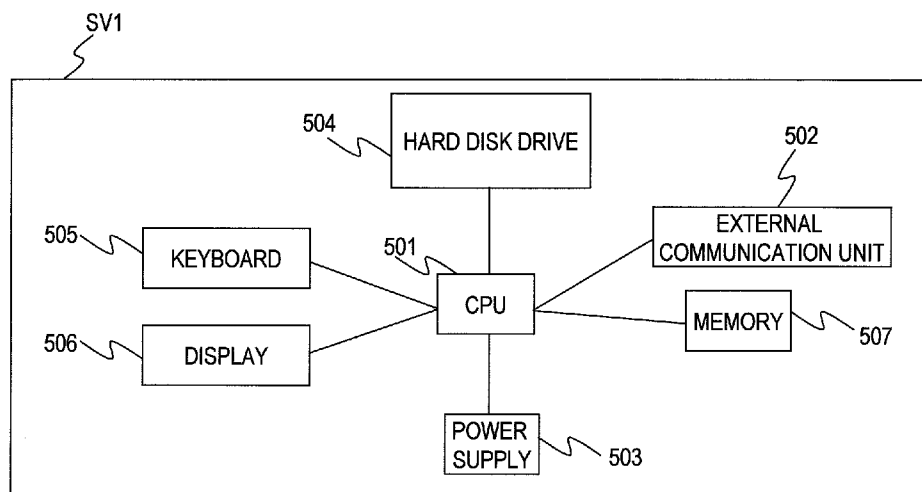 SV1
504
HARD DISK DRIVE
502
EXTERNAL
COMMUNICATION UNIT
505
KEYBOARD
501
CPU
MEMORY
507
506
DISPLAY
POWER
SUPPLY
503